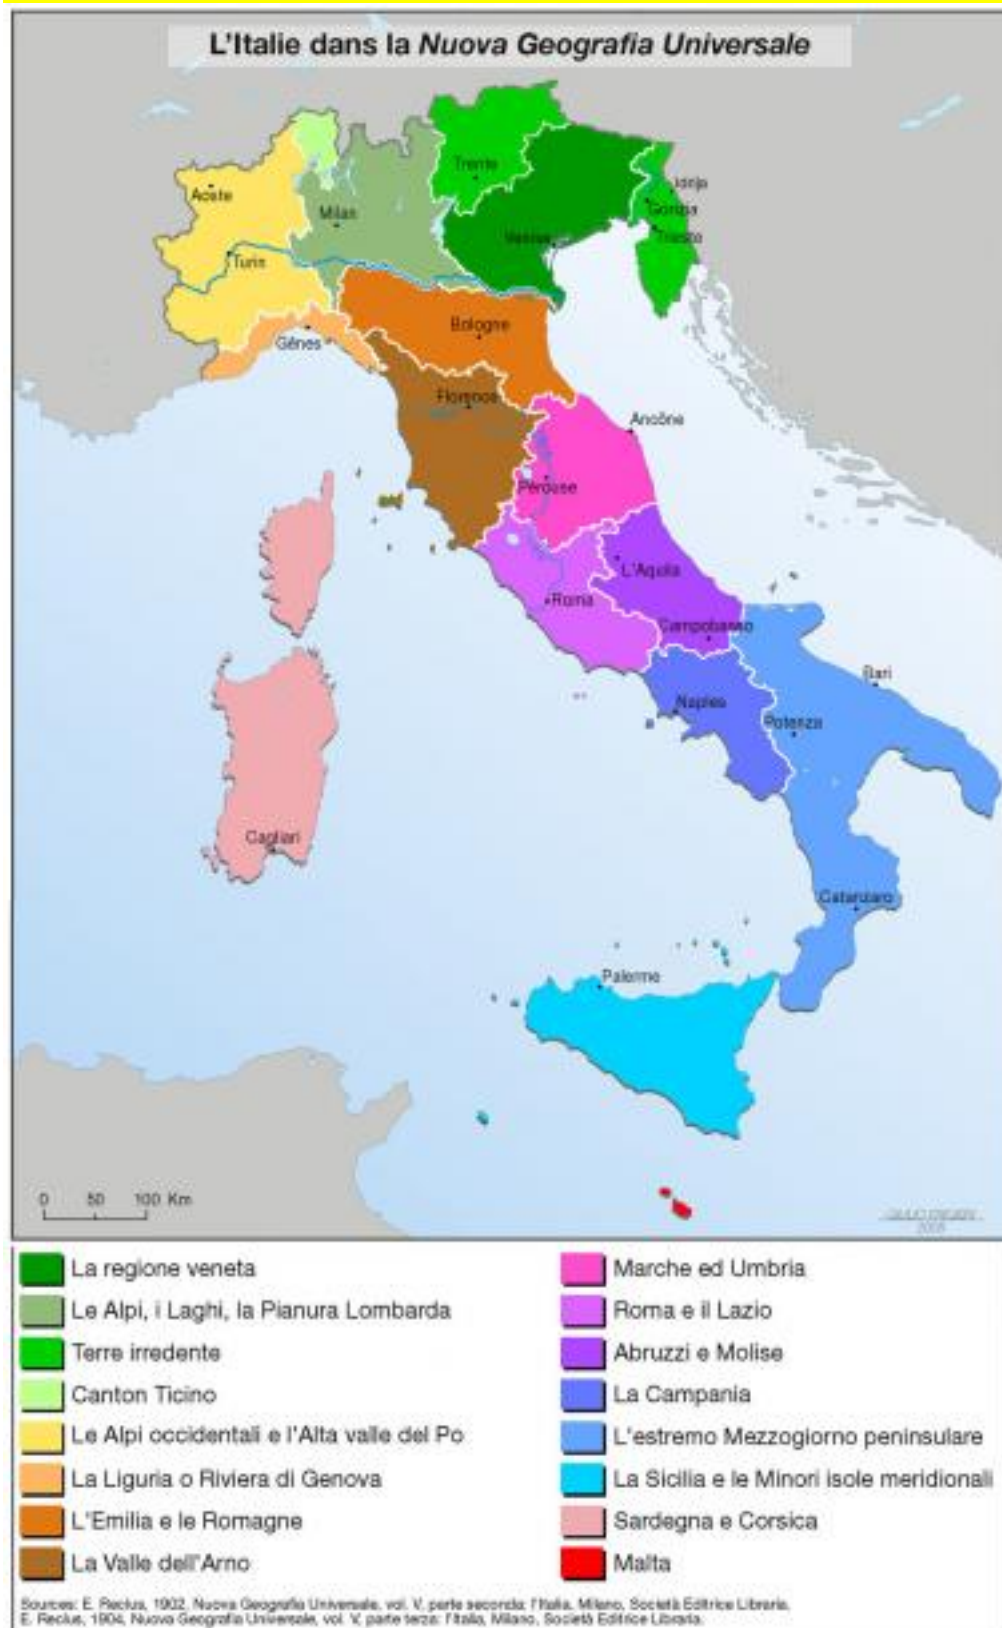 L'Italie dans la Nuova Geografia Universale
Trente
Aoste
Idrija
Milan
Gorizia
Trieste
Venise
Turin
Bologne
Gênes
Florence
Ancône
Pérouse
L'Aquila
Roma
Campobasso
Bari
Naples
Potenza
Cagliari
Catanzaro
Palerme
0 50 100 Km
2005
La regione veneta
Le Alpi, i Laghi, la Pianura Lombarda
Terre irredente
Canton Ticino
Le Alpi occidentali e l'Alta valle del Po
La Liguria o Riviera di Genova
L'Emilia e le Romagne
La Valle dell'Arno
Marche ed Umbria
Roma e il Lazio
Abruzzi e Molise
La Campania
L'estremo Mezzogiorno peninsulare
La Sicilia e le Minori isole meridionali
Sardegna e Corsica
Malta
Sources: E. Reclus, 1902, Nuova Geografia Universale, vol. V, parte seconda: l'Italia, Milano, Società Editrice Libraria.
E. Reclus, 1904, Nuova Geografia Universale, vol. V, parte terza: l'Italia, Milano, Società Editrice Libraria.